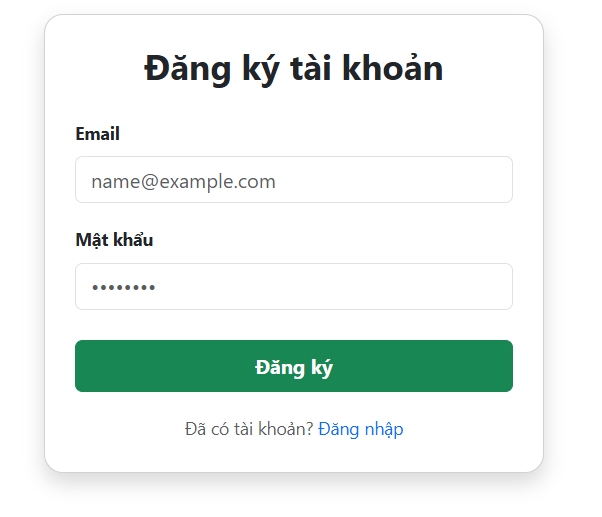 Đăng ký tài khoản
Email
name@example.com
Mật khẩu
••••••••
Đăng ký
Đã có tài khoản? Đăng nhập